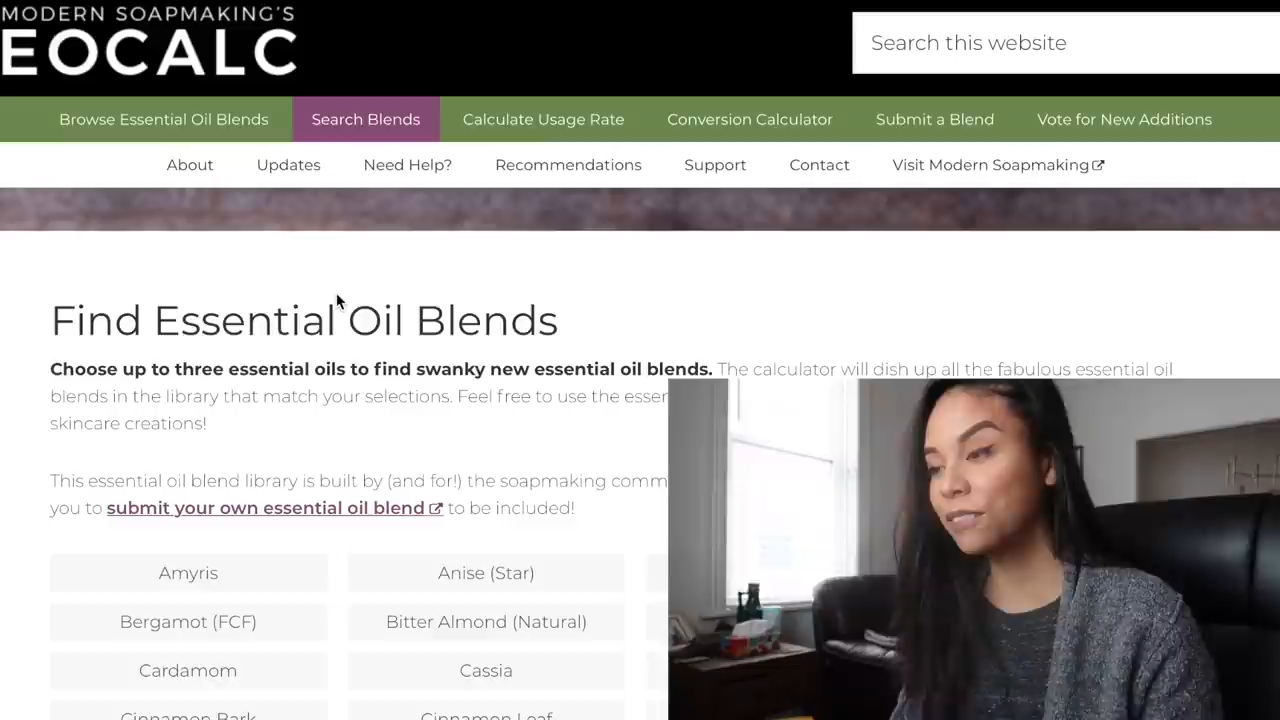 MODERN SOAPMAKING'S
EOCALC
Search this website
Browse Essential Oil Blends
Search Blends
Calculate Usage Rate
Conversion Calculator
Submit a Blend
Vote for New Additions
About
Updates
Need Help?
Recommendations
Support
Contact
Visit Modern Soapmaking
Find Essential Oil Blends
Choose up to three essential oils to find swanky new essential oil blends. The calculator will dish up all the fabulous essential oil
blends in the library that match your selections. Feel free to use the
skincare creations!
This essential oil blend library is built by (and for!) the soapmaking
you to submit your own essential oil blend to be included!
Amyris
Anise (Star)
Bergamot (FCF)
Bitter Almond (Natural)
Cardamom
Cassia
Cinnamon Bark
Cinnamon Leaf